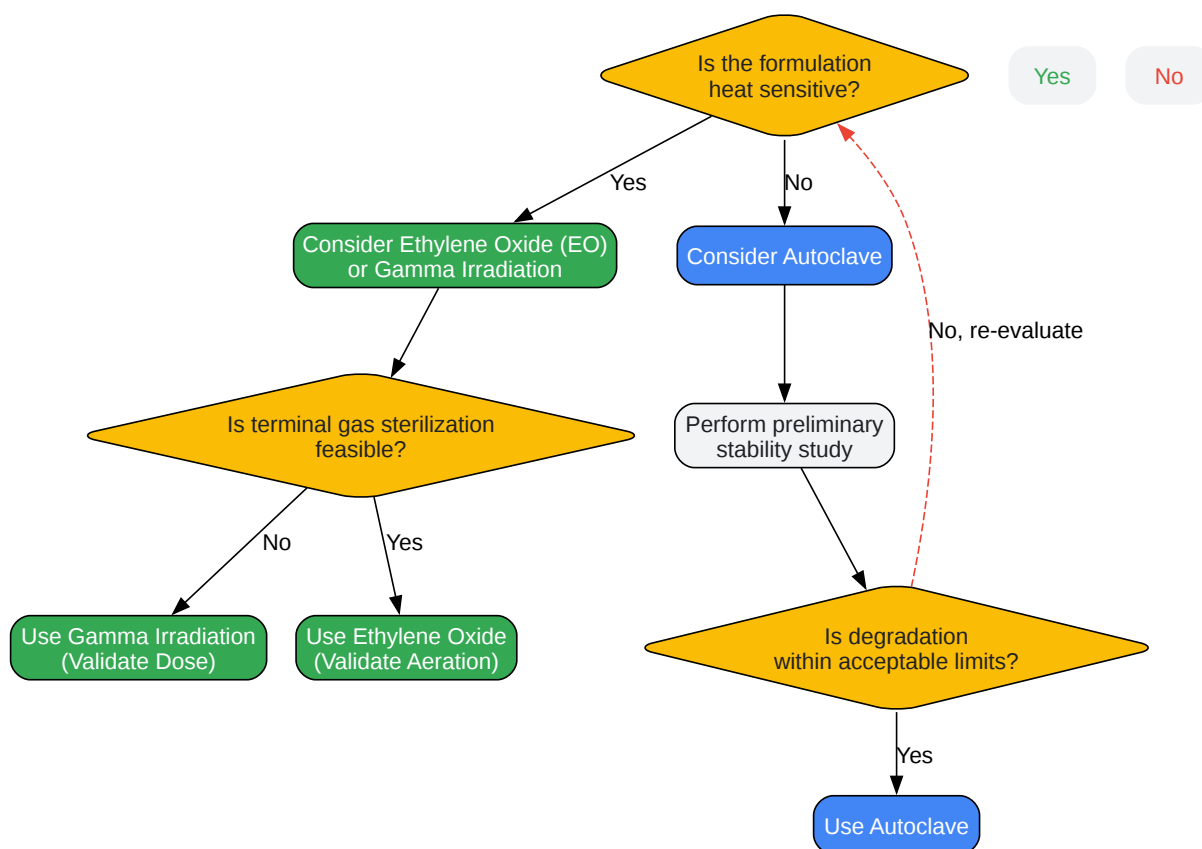 Is the formulation
heat sensitive?
Yes
No
Yes
No
Consider Ethylene Oxide (EO)
or Gamma Irradiation
Consider Autoclave
No, re-evaluate
Is terminal gas sterilization
feasible?
Perform preliminary
stability study
No
Yes
Use Gamma Irradiation
(Validate Dose)
Use Ethylene Oxide
(Validate Aeration)
Is degradation
within acceptable limits?
Yes
Use Autoclave